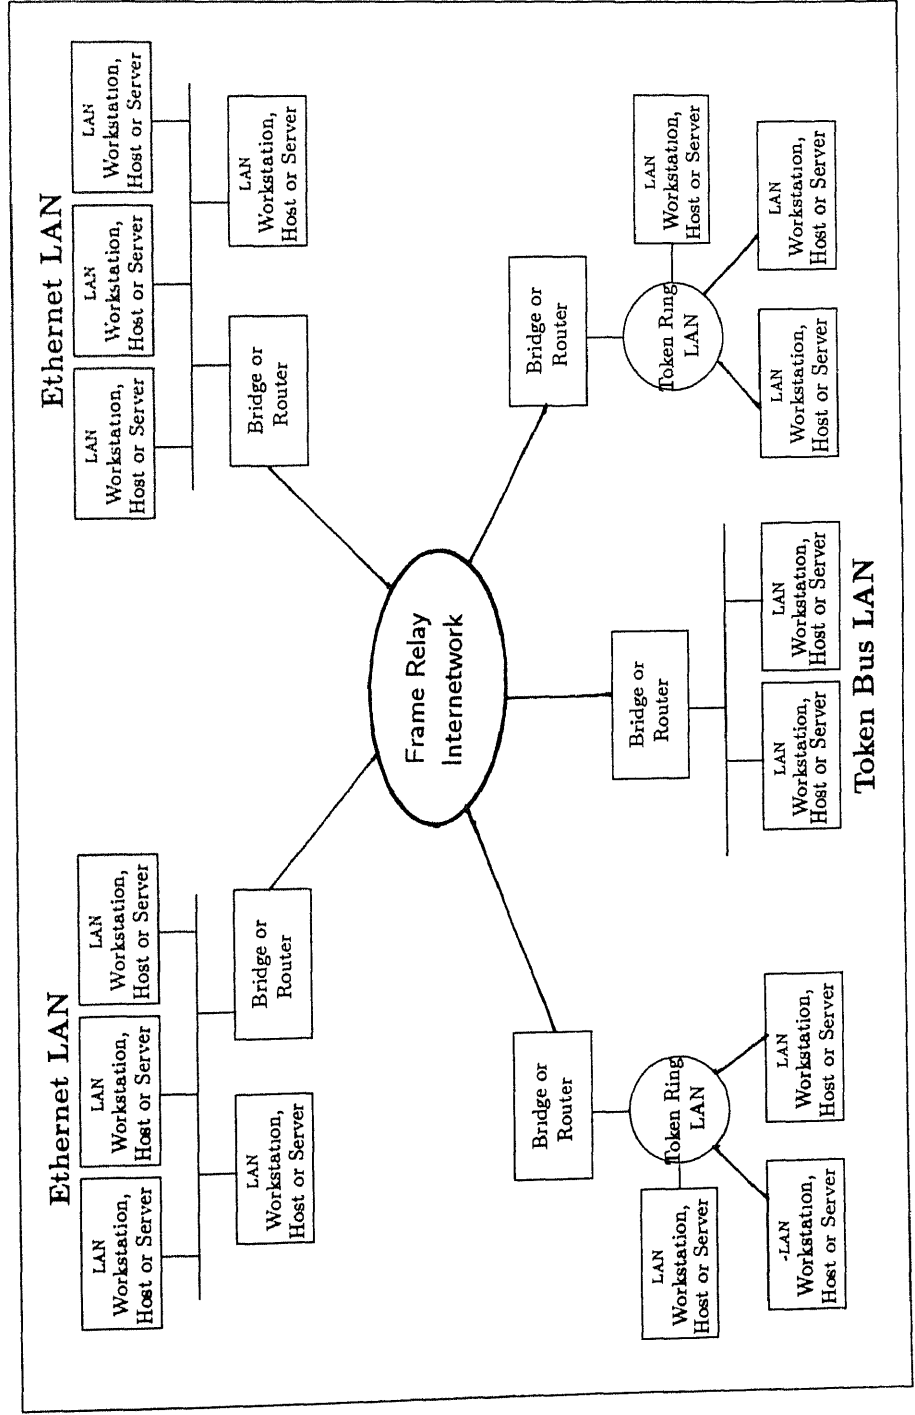 Ethernet LAN
LAN
Workstation,
Host or Server
LAN
Workstation,
Host or Server
LAN
Workstation,
Host or Server
LAN
Workstation,
Host or Server
Bridge or
Router
Ethernet LAN
LAN
Workstation,
Host or Server
LAN
Workstation,
Host or Server
LAN
Workstation,
Host or Server
Bridge or
Router
LAN
Workstation,
Host or Server
Frame Relay
Internetwork
Bridge or
Router
Token Ring
LAN
LAN
Workstation,
Host or Server
-LAN
Workstation,
Host or Server
LAN
Workstation,
Host or Server
Bridge or
Router
LAN
Workstation,
Host or Server
LAN
Workstation,
Host or Server
Token Bus LAN
Bridge or
Router
Token Ring
LAN
LAN
Workstation,
Host or Server
LAN
Workstation,
Host or Server
LAN
Workstation,
Host or Server